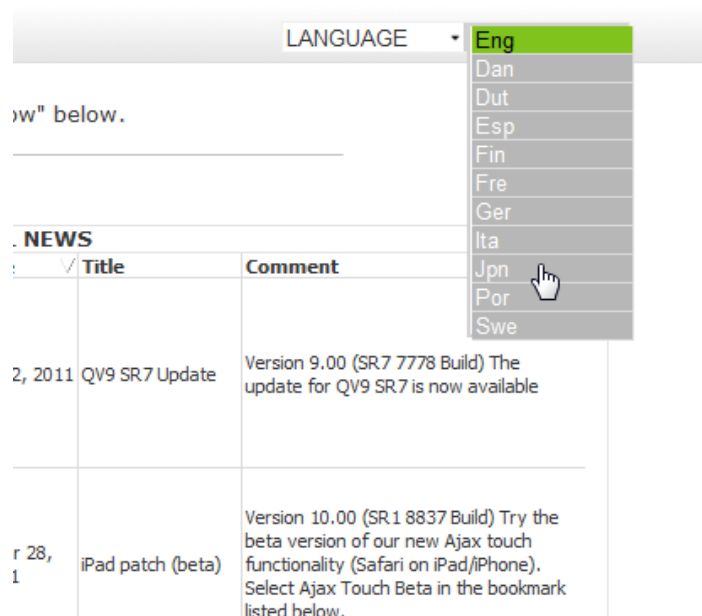 LANGUAGE
Eng
Dan
Dut
Esp
Fin
Fre
Ger
Ita
Jpn
Por
Swe
below.
NEWS
Title Comment
2, 2011 QV9 SR7 Update
Version 9.00 (SR7 7778 Build) The
update for QV9 SR7 is now available
r 28,
1
iPad patch (beta)
Version 10.00 (SR1 8837 Build) Try the
beta version of our new Ajax touch
functionality (Safari on iPad/iPhone).
Select Ajax Touch Beta in the bookmark
listed below.